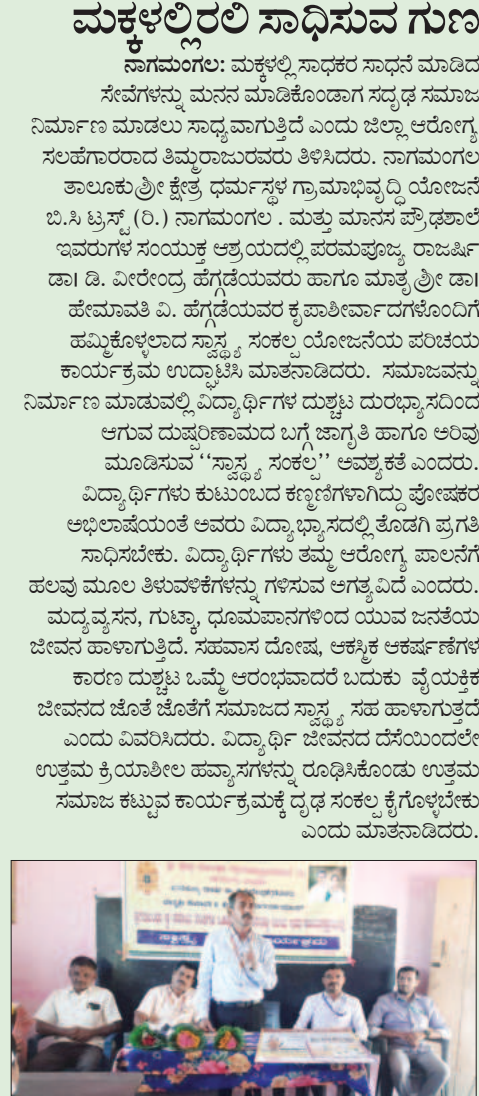 ಮಕ್ಕಳಲ್ಲಿರಲಿ ಸಾಧಿಸುವ ಗುಣ
ನಾಗಮಂಗಲ: ಮಕ್ಕಳಲ್ಲಿ ಸಾಧಕರ ಸಾಧನೆ ಮಾಡಿದ
ಸೇವೆಗಳನ್ನು ಮನನ ಮಾಡಿಕೊಂಡಾಗ ಸದೃಢ ಸಮಾಜ
ನಿರ್ಮಾಣ ಮಾಡಲು ಸಾಧ್ಯವಾಗುತ್ತಿದೆ ಎಂದು ಜಿಲ್ಲಾ ಆರೋಗ್ಯ
ಸಲಹೆಗಾರರಾದ ತಿಮ್ಮರಾಜುರವರು ತಿಳಿಸಿದರು. ನಾಗಮಂಗಲ
ತಾಲೂಕು ಶ್ರೀ ಕ್ಷೇತ್ರ ಧರ್ಮಸ್ಥಳ ಗ್ರಾಮಾಭಿವೃದ್ಧಿ ಯೋಜನೆ
ಬಿ.ಸಿ ಟ್ರಸ್ಟ್ (ರಿ.) ನಾಗಮಂಗಲ . ಮತ್ತು ಮಾನಸ ಪ್ರೌಢಶಾಲೆ
ಇವರುಗಳ ಸಂಯುಕ್ತ ಆಶ್ರಯದಲ್ಲಿ ಪರಮಪೂಜ್ಯ ರಾಜರ್ಷಿ
ಡಾ। ಡಿ. ವೀರೇಂದ್ರ ಹೆಗ್ಗಡೆಯವರು ಹಾಗೂ ಮಾತೃ ಶ್ರೀ ಡಾ।
ಹೇಮಾವತಿ ವಿ. ಹೆಗ್ಗಡೆಯವರ ಕೃಪಾಶೀರ್ವಾದಗಳೊಂದಿಗೆ
ಹಮ್ಮಿಕೊಳ್ಳಲಾದ ಸ್ವಾಸ್ಥ್ಯ ಸಂಕಲ್ಪ ಯೋಜನೆಯ ಪರಿಚಯ
ಕಾರ್ಯಕ್ರಮ ಉದ್ಘಾಟಿಸಿ ಮಾತನಾಡಿದರು. ಸಮಾಜವನ್ನು
ನಿರ್ಮಾಣ ಮಾಡುವಲ್ಲಿ ವಿದ್ಯಾರ್ಥಿಗಳ ದುಶ್ಚಟ ದುರಭ್ಯಾಸದಿಂದ
ಆಗುವ ದುಷ್ಪರಿಣಾಮದ ಬಗ್ಗೆ ಜಾಗೃತಿ ಹಾಗೂ ಅರಿವು
ಮೂಡಿಸುವ ‘‘ಸ್ವಾಸ್ಥ್ಯ ಸಂಕಲ್ಪ’’ ಅವಶ್ಯಕತೆ ಎಂದರು.
ವಿದ್ಯಾರ್ಥಿಗಳು ಕುಟುಂಬದ ಕಣ್ಮಣಿಗಳಾಗಿದ್ದು ಪೋಷಕರ
ಅಭಿಲಾಷೆಯಂತೆ ಅವರು ವಿದ್ಯಾಭ್ಯಾಸದಲ್ಲಿ ತೊಡಗಿ ಪ್ರಗತಿ
ಸಾಧಿಸಬೇಕು. ವಿದ್ಯಾರ್ಥಿಗಳು ತಮ್ಮ ಆರೋಗ್ಯ ಪಾಲನೆಗೆ
ಹಲವು ಮೂಲ ತಿಳುವಳಿಕೆಗಳನ್ನು ಗಳಿಸುವ ಅಗತ್ಯವಿದೆ ಎಂದರು.
ಮದ್ಯವ್ಯಸನ, ಗುಟ್ಕಾ, ಧೂಮಪಾನಗಳಿಂದ ಯುವ ಜನತೆಯ
ಜೀವನ ಹಾಳಾಗುತ್ತಿದೆ. ಸಹವಾಸ ದೋಷ, ಆಕಸ್ಮಿಕ ಆಕರ್ಷಣೆಗಳ
ಕಾರಣ ದುಶ್ಚಟ ಒಮ್ಮೆ ಆರಂಭವಾದರೆ ಬದುಕು ವೈಯಕ್ತಿಕ
ಜೀವನದ ಜೊತೆ ಜೊತೆಗೆ ಸಮಾಜದ ಸ್ವಾಸ್ಥ್ಯ ಸಹ ಹಾಳಾಗುತ್ತದೆ
ಎಂದು ವಿವರಿಸಿದರು. ವಿದ್ಯಾರ್ಥಿ ಜೀವನದ ದೆಸೆಯಿಂದಲೇ
ಉತ್ತಮ ಕ್ರಿಯಾಶೀಲ ಹವ್ಯಾಸಗಳನ್ನು ರೂಢಿಸಿಕೊಂಡು ಉತ್ತಮ
ಸಮಾಜ ಕಟ್ಟುವ ಕಾರ್ಯಕ್ರಮಕ್ಕೆ ದೃಢ ಸಂಕಲ್ಪ ಕೈಗೊಳ್ಳಬೇಕು
ಎಂದು ಮಾತನಾಡಿದರು.